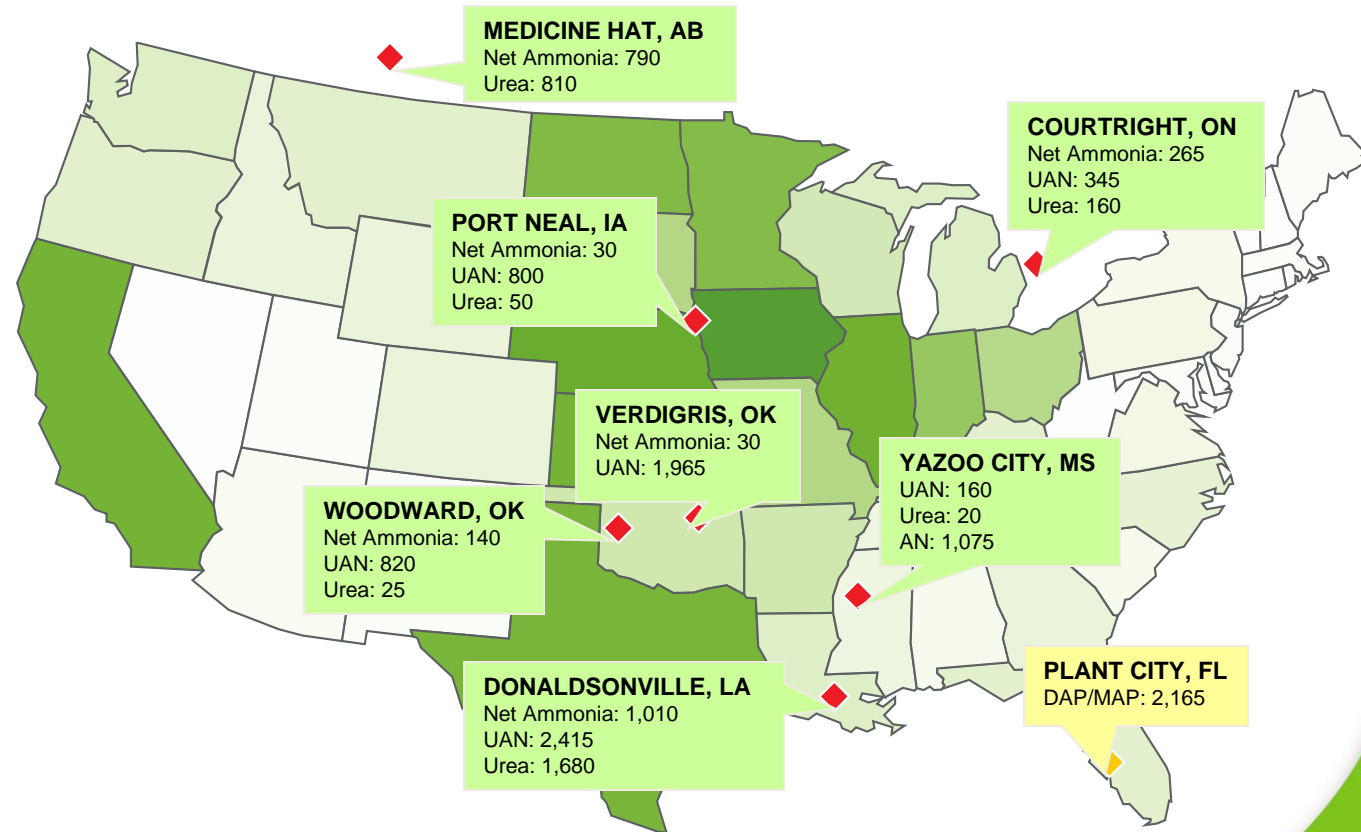 MEDICINE HAT, AB
Net Ammonia: 790
Urea: 810
COURTRIGHT, ON
Net Ammonia: 265
UAN: 345
Urea: 160
PORT NEAL, IA
Net Ammonia: 30
UAN: 800
Urea: 50
VERDIGRIS, OK
Net Ammonia: 30
UAN: 1,965
YAZOO CITY, MS
UAN: 160
Urea: 20
AN: 1,075
WOODWARD, OK
Net Ammonia: 140
UAN: 820
Urea: 25
DONALDSONVILLE, LA
Net Ammonia: 1,010
UAN: 2,415
Urea: 1,680
PLANT CITY, FL
DAP/MAP: 2,165